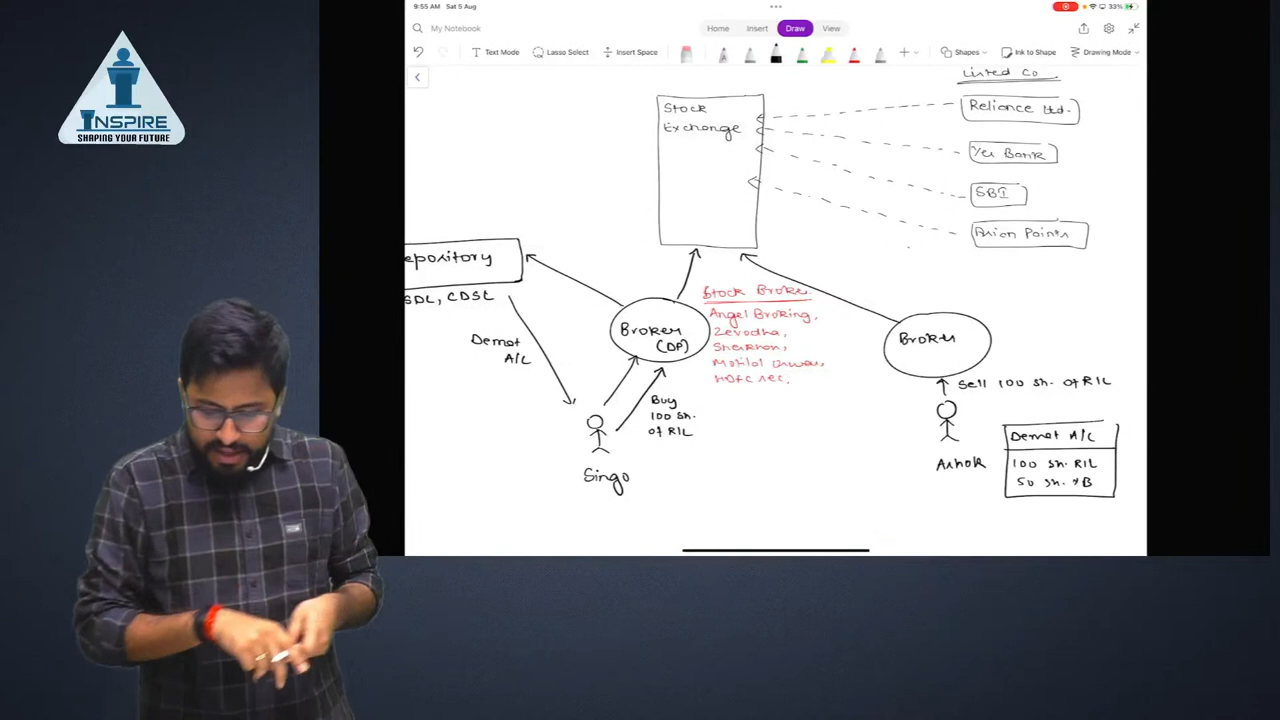 9:55 AM Sat 5 Aug
33%
My Notebook
Home
Insert
Draw
View
Text Mode
Lasso Select
Insert Space
Shapes
Ink to Shape
Drawing Mode
INSPIRE
SHAPING YOUR FUTURE
Listed Co
Stock
Exchange
Reliance Ltd.
Yes Bank
SBI
Asian Paints
epository
SDL, CDSL
Demat
A/C
Broker
(DP)
Stock Broker
Angel Broking,
Zerodha,
Sherkhan,
Motilal
HDFC sec.
Broker
Buy
100 sh.
of RIL
Singo
Sell 100 sh. of RIL
Ashok
Demat A/C
100 sh. RIL
50 sh. YB